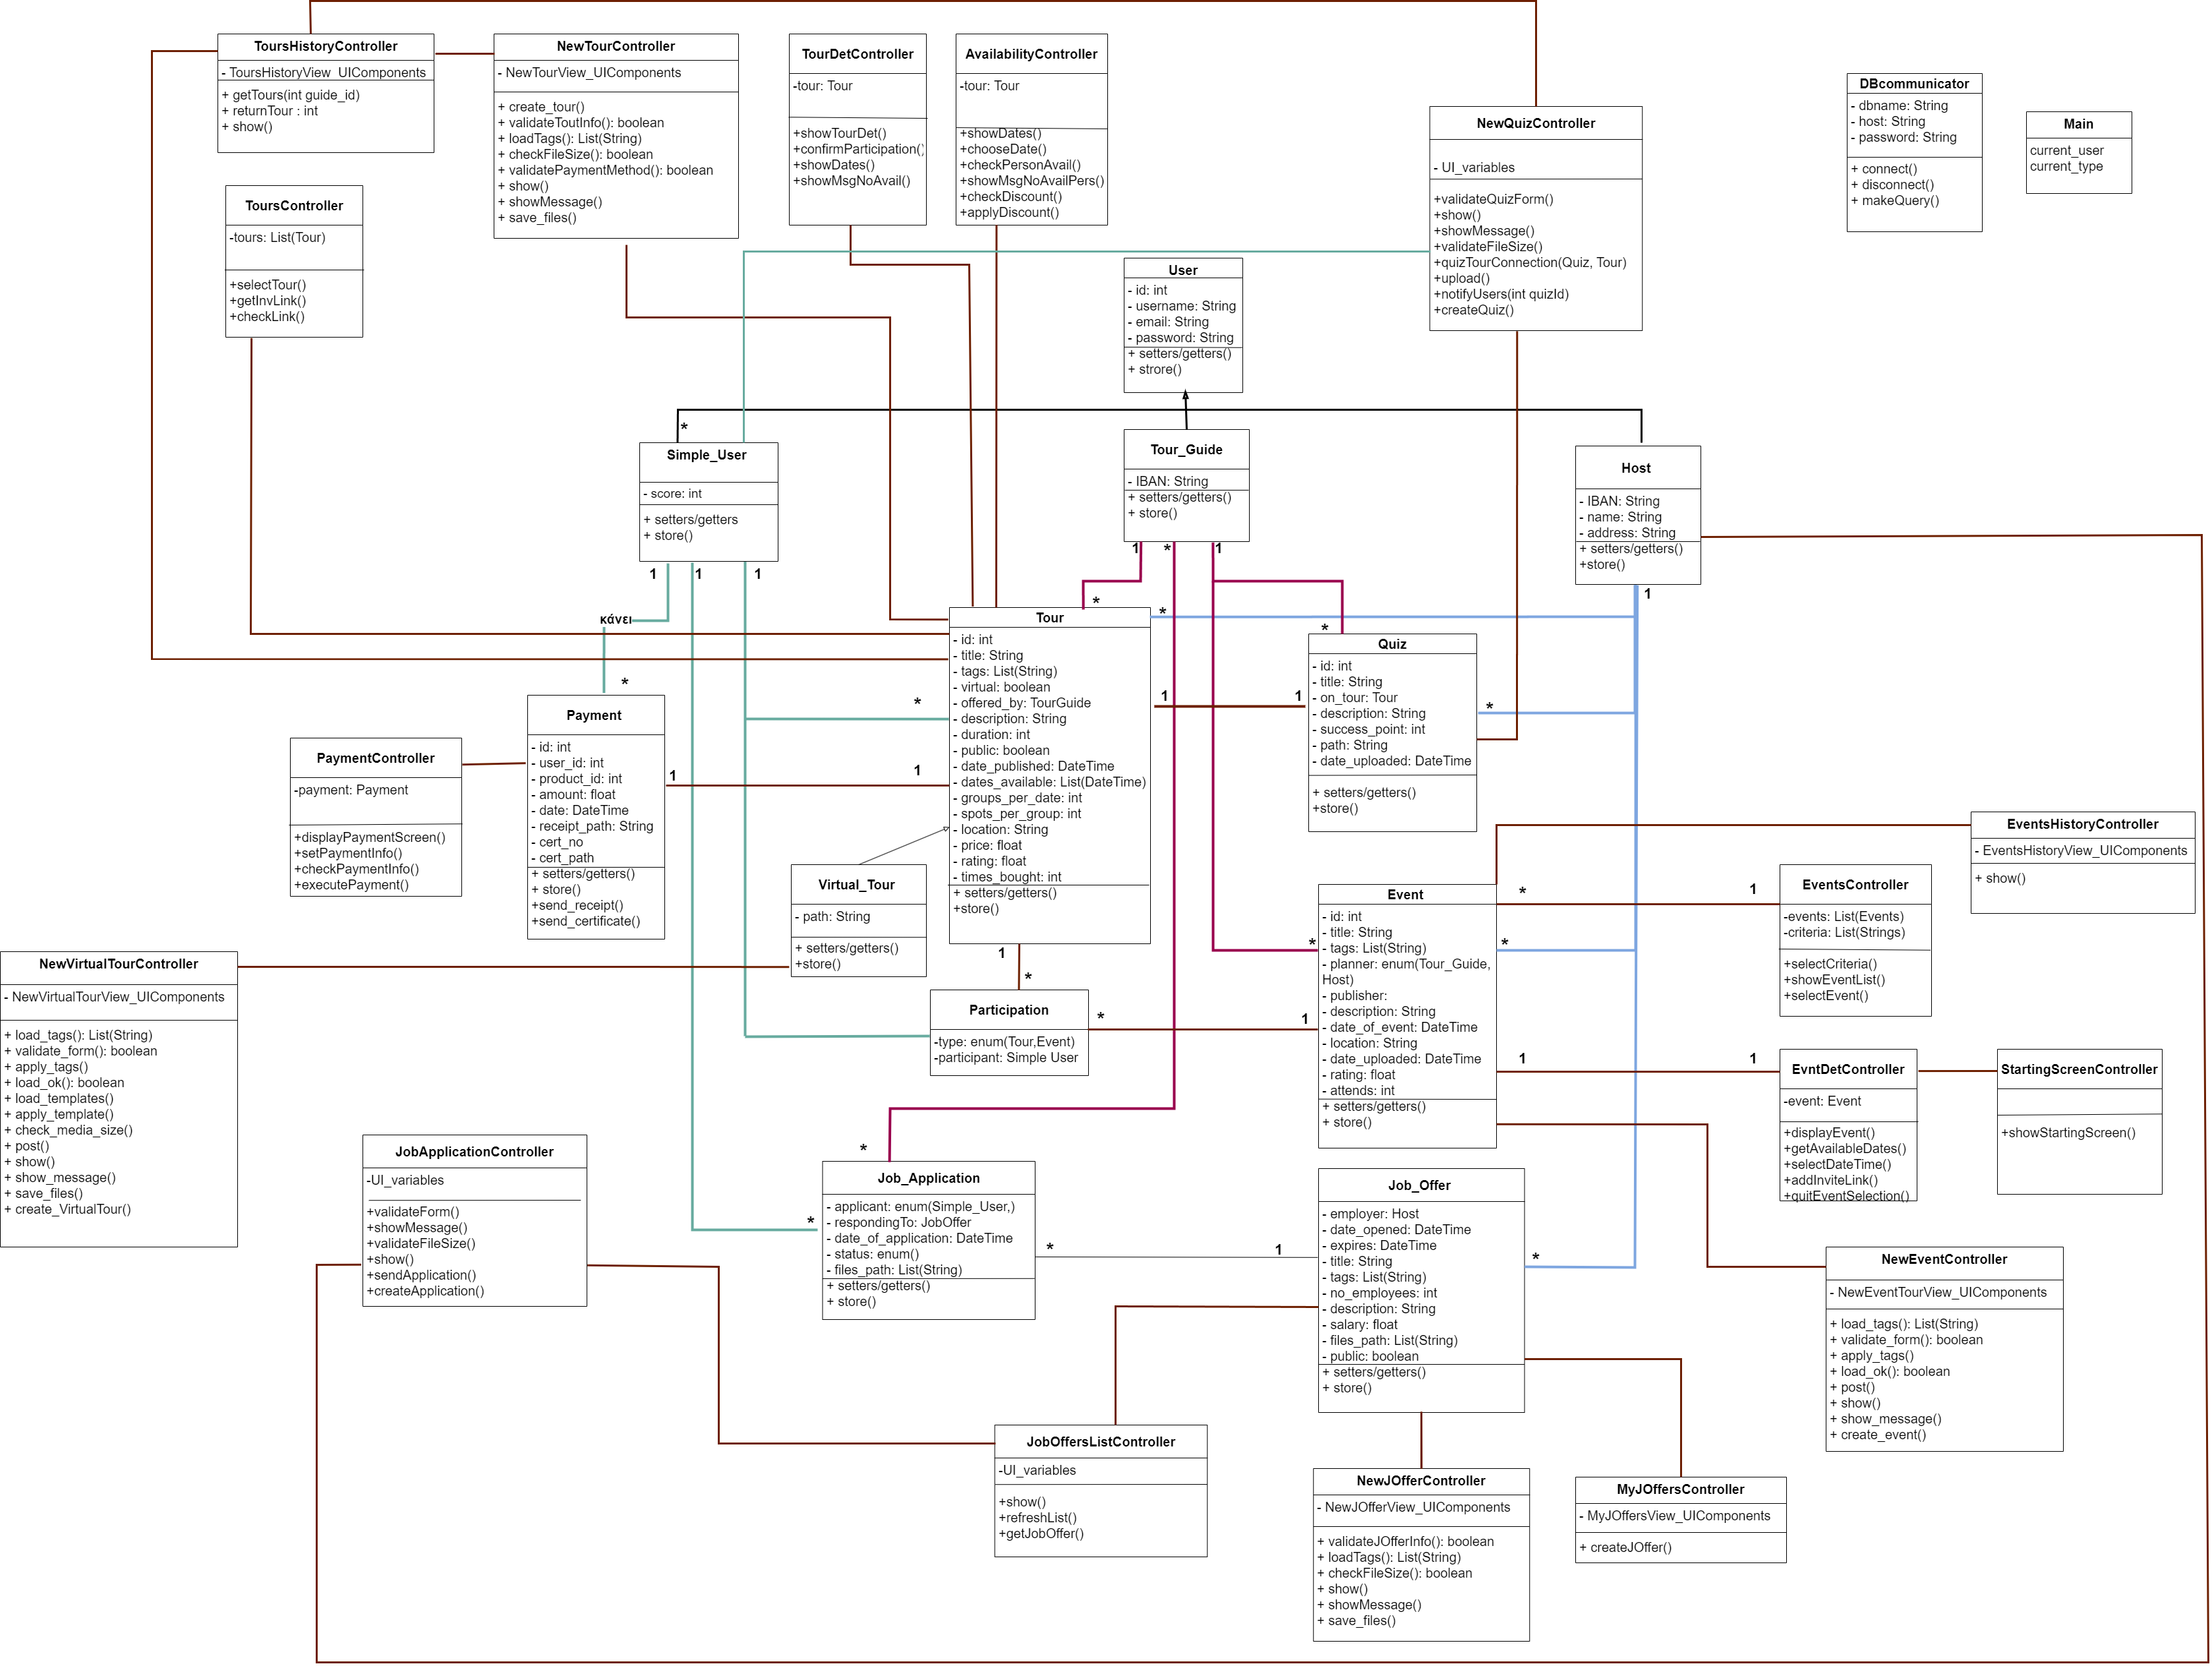 ToursHistoryController
- ToursHistoryView_UIComponents
+ getTours(int guide_id)
+ returnTour : int
+ show()
NewTourController
- NewTourView_UIComponents
+ create_tour()
+ validateToutInfo(): boolean
+ loadTags(): List(String)
+ checkFileSize(): boolean
+ validatePaymentMethod(): boolean
+ show()
+ showMessage()
+ save_files()
TourDetController
-tour: Tour
+showTourDet()
+confirmParticipation()
+showDates()
+showMsgNoAvail()
AvailabilityController
-tour: Tour
+showDates()
+chooseDate()
+checkPersonAvail()
+showMsgNoAvailPers()
+checkDiscount()
+applyDiscount()
NewQuizController
- UI_variables
+validateQuizForm()
+show()
+showMessage()
+validateFileSize()
+quizTourConnection(Quiz, Tour)
+upload()
+notifyUsers(int quizId)
+createQuiz()
DBcommunicator
- dbname: String
- host: String
- password: String
+ connect()
+ disconnect()
+ makeQuery()
Main
current_user
current_type
ToursController
-tours: List(Tour)
+selectTour()
+getInvLink()
+checkLink()
User
- id: int
- username: String
- email: String
- password: String
+ setters/getters()
+ strore()
*
Simple_User
- score: int
+ setters/getters
+ store()
Tour_Guide
- IBAN: String
+ setters/getters()
+ store()
Host
- IBAN: String
- name: String
- address: String
+ setters/getters()
+store()
1
*
1
1
1
1
1
κάνει
*
*
*
*
Tour
- id: int
- title: String
- tags: List(String)
- virtual: boolean
- offered_by: TourGuide
- description: String
- duration: int
- public: boolean
- date_published: DateTime
- dates_available: List(DateTime)
- groups_per_date: int
- spots_per_group: int
- location: String
- price: float
- rating: float
- times_bought: int
+ setters/getters()
+store()
Quiz
- id: int
- title: String
- on_tour: Tour
- description: String
- success_point: int
- path: String
- date_uploaded: DateTime
+ setters/getters()
+store()
*
1
1
*
Payment
- id: int
- user_id: int
- product_id: int
- amount: float
- date: DateTime
- receipt_path: String
- cert_no
- cert_path
+ setters/getters()
+ store()
+send_receipt()
+send_certificate()
1
1
PaymentController
-payment: Payment
+displayPaymentScreen()
+setPaymentInfo()
+checkPaymentInfo()
+executePayment()
Virtual_Tour
- path: String
+ setters/getters()
+store()
EventsHistoryController
- EventsHistoryView_UIComponents
+ show()
Event
- id: int
- title: String
- tags: List(String)
- planner: enum(Tour_Guide,
Host)
- publisher:
- description: String
- date_of_event: DateTime
- location: String
- date_uploaded: DateTime
- rating: float
- attends: int
+ setters/getters()
+ store()
*
1
*
*
EventsController
-events: List(Events)
-criteria: List(Strings)
+selectCriteria()
+showEventList()
+selectEvent()
NewVirtualTourController
- NewVirtualTourView_UIComponents
+ load_tags(): List(String)
+ validate_form(): boolean
+ apply_tags()
+ load_ok(): boolean
+ load_templates()
+ apply_template()
+ check_media_size()
+ post()
+ show()
+ show_message()
+ save_files()
+ create_VirtualTour()
1
*
Participation
-type: enum(Tour,Event)
-participant: Simple User
*
1
1
1
EvntDetController
-event: Event
+displayEvent()
+getAvailableDates()
+selectDateTime()
+addInviteLink()
+quitEventSelection()
StartingScreenController
+showStartingScreen()
JobApplicationController
-UI_variables
+validateForm()
+showMessage()
+validateFileSize()
+show()
+sendApplication()
+createApplication()
*
*
Job_Application
- applicant: enum(Simple_User,)
- respondingTo: JobOffer
- date_of_application: DateTime
- status: enum()
- files_path: List(String)
+ setters/getters()
+ store()
*
1
Job_Offer
- employer: Host
- date_opened: DateTime
- expires: DateTime
- title: String
- tags: List(String)
- no_employees: int
- description: String
- salary: float
- files_path: List(String)
- public: boolean
+ setters/getters()
+ store()
*
NewEventController
- NewEventTourView_UIComponents
+ load_tags(): List(String)
+ validate_form(): boolean
+ apply_tags()
+ load_ok(): boolean
+ post()
+ show()
+ show_message()
+ create_event()
JobOffersListController
-UI_variables
+show()
+refreshList()
+getJobOffer()
NewJOfferController
- NewJOfferView_UIComponents
+ validateJOfferInfo(): boolean
+ loadTags(): List(String)
+ checkFileSize(): boolean
+ show()
+ showMessage()
+ save_files()
MyJOffersController
- MyJOffersView_UIComponents
+ createJOffer()